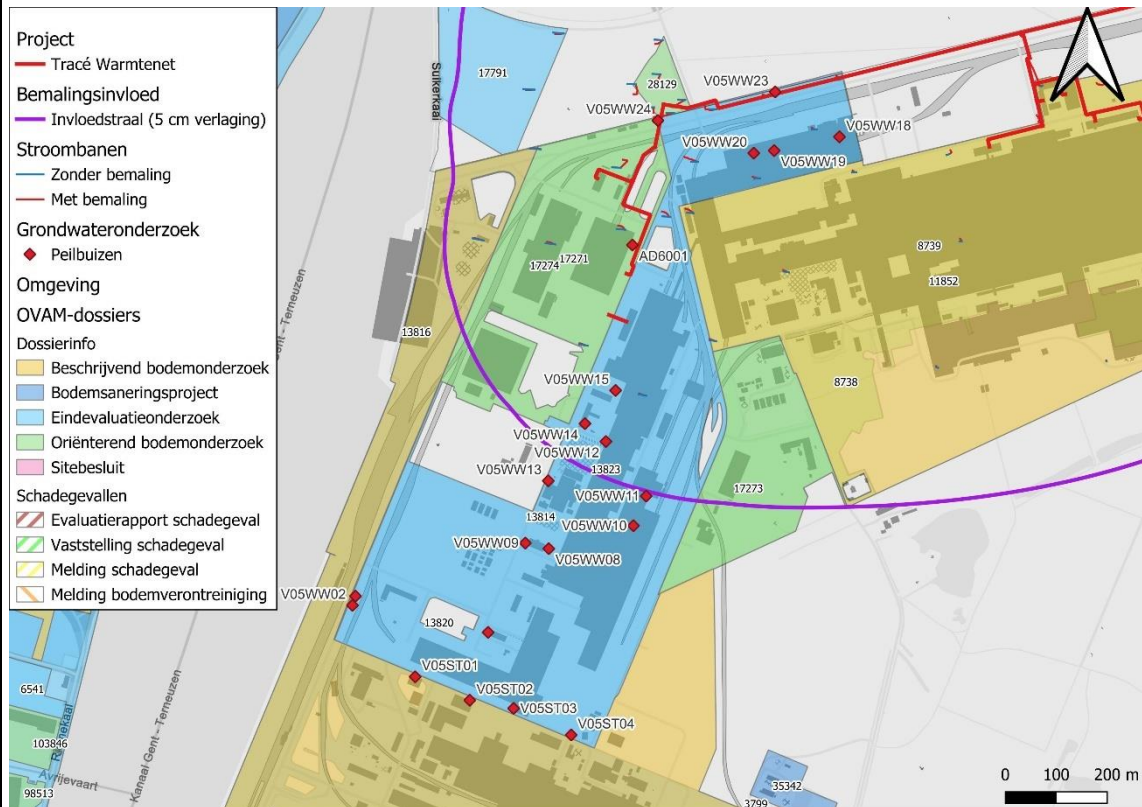 Project
Tracé Warmtenet
Bemalingsinvloed
Invloedstraal (5 cm verlaging)
Stroombanen
Zonder bemaling
Met bemaling
Grondwateronderzoek
Peilbuizen
Omgeving
OVAM-dossiers
Dossierinfo
Beschrijvend bodemonderzoek
Bodemsaneringsproject
Eindevaluatieonderzoek
Oriënterend bodemonderzoek
Sitebesluit
Schadegevallen
Evaluatierapport schadegeval
Vaststelling schadegeval
Melding schadegeval
Melding bodemverontreiniging
Suikerkaai
17791
28129
V05WW23
V05WW24
V05WW18
V05WW20
V05WW19
8739
17271
17274
AD6001
11852
13816
8738
V05WW15
V05WW14
V05WW12
V05WW13
13823
V05WW11
17273
13814
V05WW10
V05WW09
V05WW08
V05WW02
13820
V05ST01
V05ST02
V05ST03
V05ST04
6541
103846
Avrijevaart
98513
Kanaal Gent - Terneuzen
35342
3799
0 100 200 m